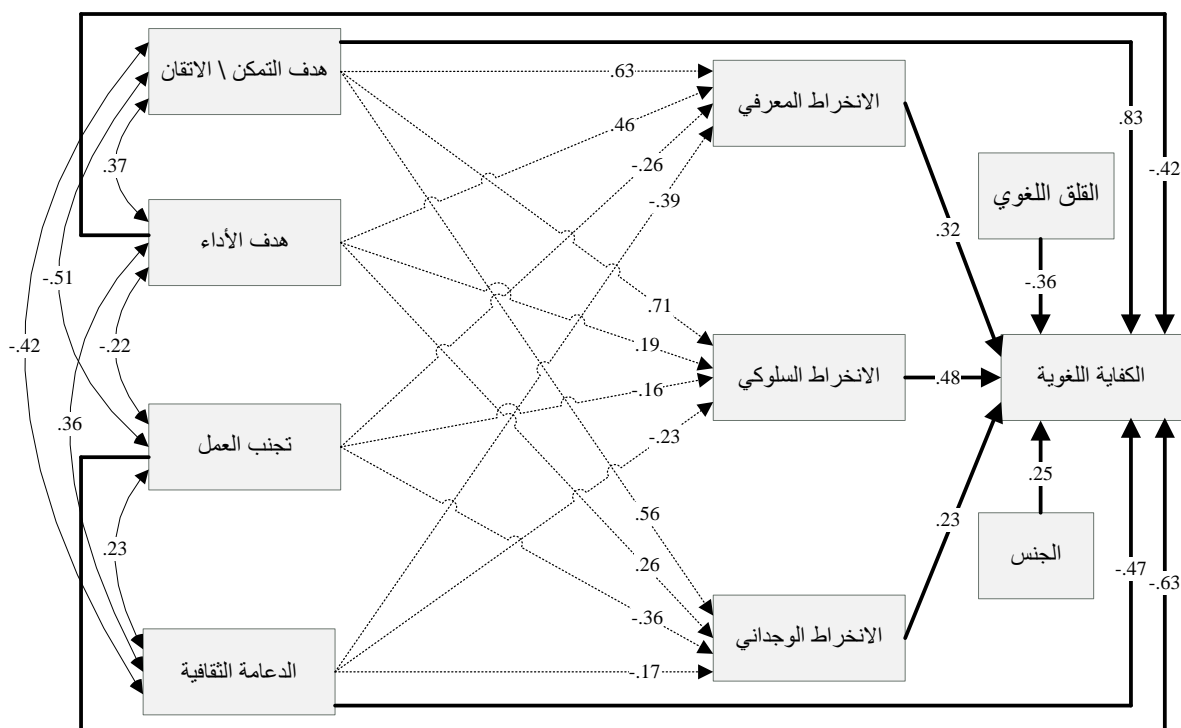 هدف التمكن \ الاتقان
هدف الأداء
تجنب العمل
الدعامة الثقافية
الانخراط المعرفي
الانخراط السلوكي
الانخراط الوجداني
القلق اللغوي
الكفاية اللغوية
الجنس
.63
.46
-.26
-.39
.71
.19
-.16
-.23
.56
.26
-.36
-.17
.37
-.51
-.42
-.22
.36
.23
.32
.48
.23
-.36
.25
.83
-.42
-.47
-.63